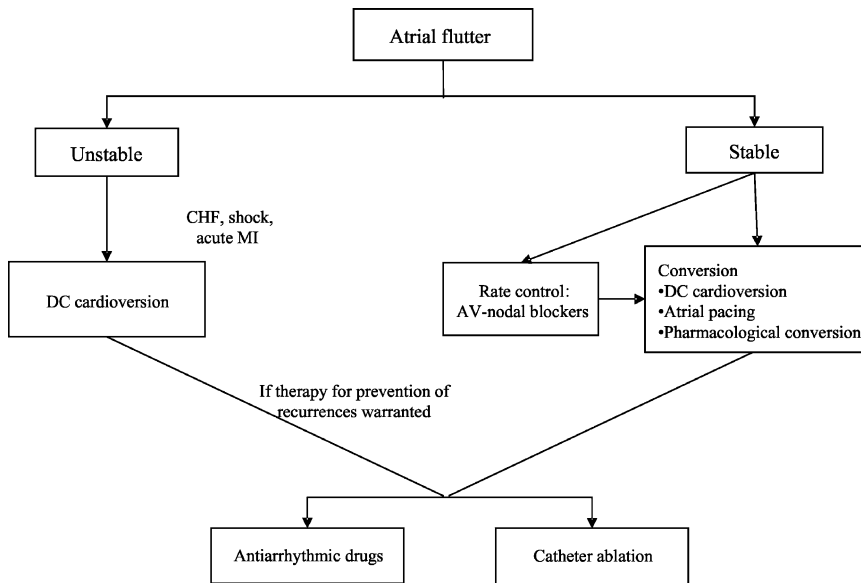 Atrial flutter
Unstable
Stable
CHF, shock,
acute MI
DC cardioversion
Rate control:
AV-nodal blockers
Conversion
•DC cardioversion
•Atrial pacing
•Pharmacological conversion
If therapy for prevention of
recurrences warranted
Antiarrhythmic drugs
Catheter ablation